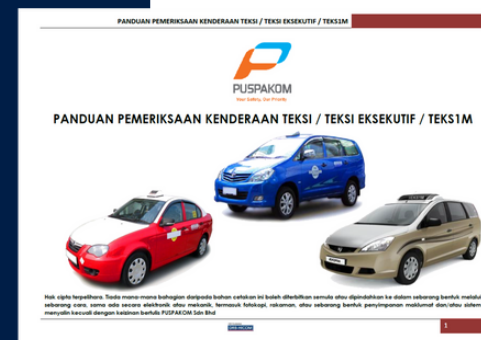 PANDUAN PEMERIKSAAN KENDERAAN TEKSI / TEKSI EKSEKUTIF / TEKS1M
PUSPAKOM
Your Safety, Our Priority
PANDUAN PEMERIKSAAN KENDERAAN TEKSI / TEKSI EKSEKUTIF / TEKS1M
Hak cipta terpelihara. Tiada mana-mana bahagian daripada bahan cetakan ini boleh diterbitkan semula atau dipindahkan ke dalam sebarang bentuk melalui
sebarang cara, sama ada secara elektronik atau mekanik, termasuk fotokopi, rakaman, atau sebarang bentuk penyimpanan maklumat dan/atau sistem
menyalin kecuali dengan keizinan bertulis PUSPAKOM Sdn Bhd
1